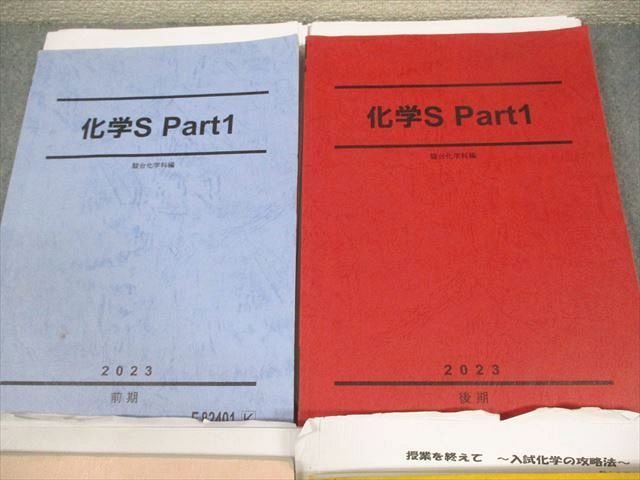 化学S Part1
駿台化学科編
2023
前期
化学S Part1
駿台化学科編
2023
後期
授業を終えて ~入試化学の攻略法~